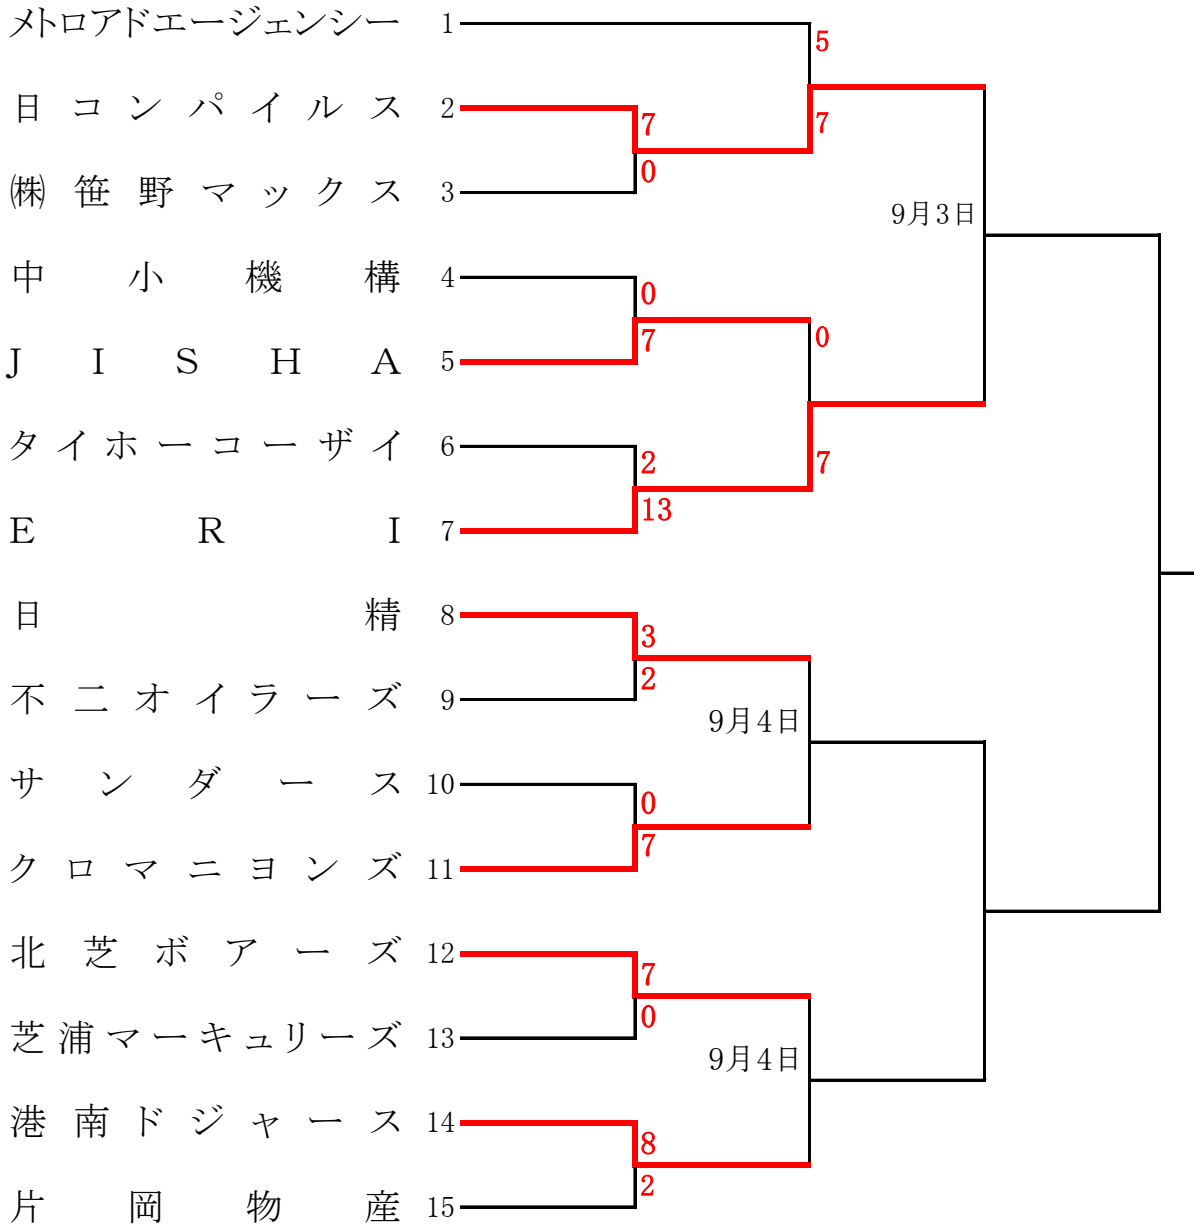 メトロアドエージェンシー 1
5
日コンパイルス 2
7
7
0
㈱笹野マックス 3
9月3日
中小機構 4
0
7
0
JISHA 5
タイホーコーザイ 6
2
7
13
ERI 7
日精 8
3
2
不二オイラーズ 9
9月4日
サンダース 10
0
7
クロマニヨンズ 11
北芝ボアーズ 12
7
0
芝浦マーキュリーズ 13
9月4日
港南ドジャース 14
8
2
片岡物産 15